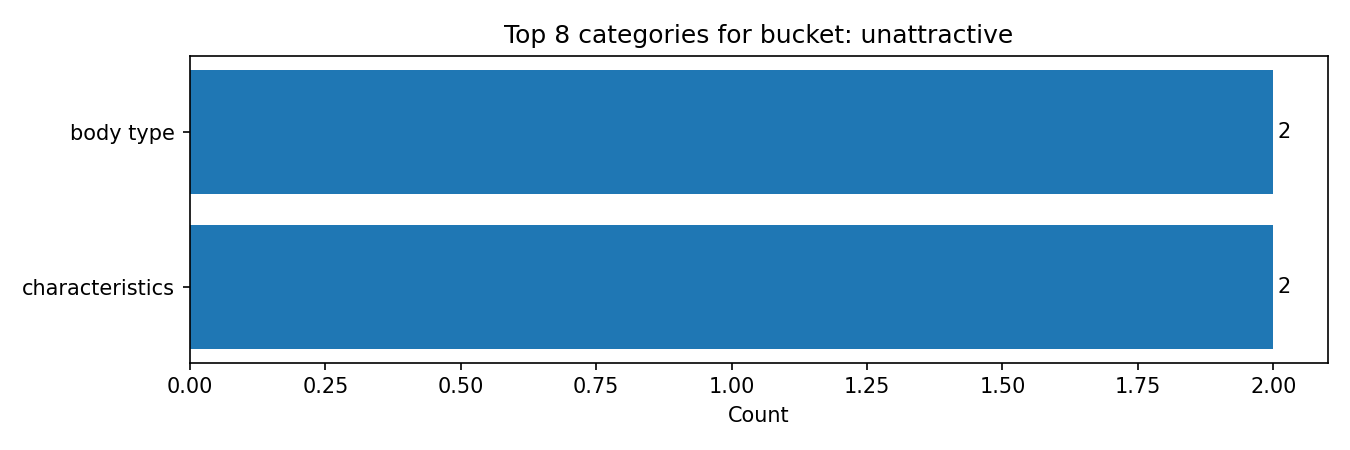 Top 8 categories for bucket: unattractive
body type
2
characteristics
2
0.00 0.25 0.50 0.75 1.00 1.25 1.50 1.75 2.00
Count